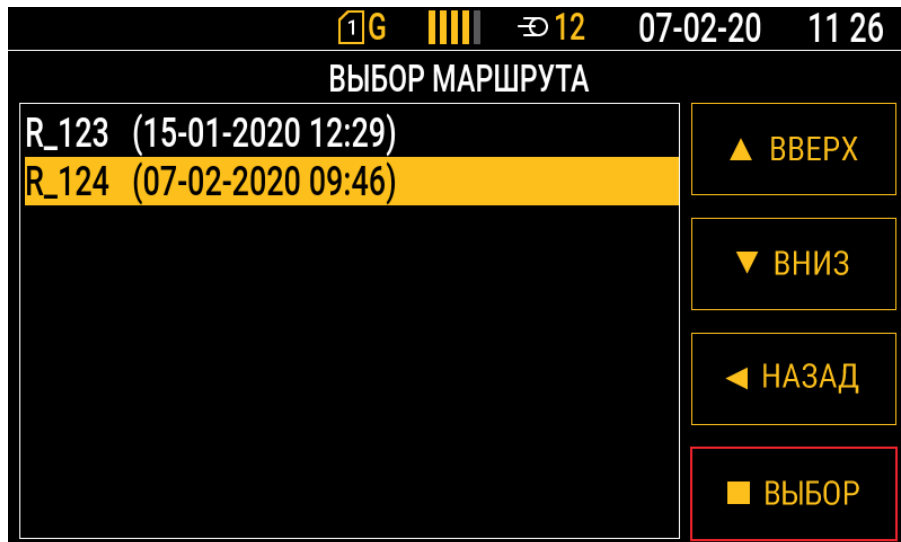 1 G 12 07-02-20 11 26
ВЫБОР МАРШРУТА
R_123 (15-01-2020 12:29)
R_124 (07-02-2020 09:46)
▲ ВВЕРХ
▼ ВНИЗ
◀ НАЗАД
■ ВЫБОР